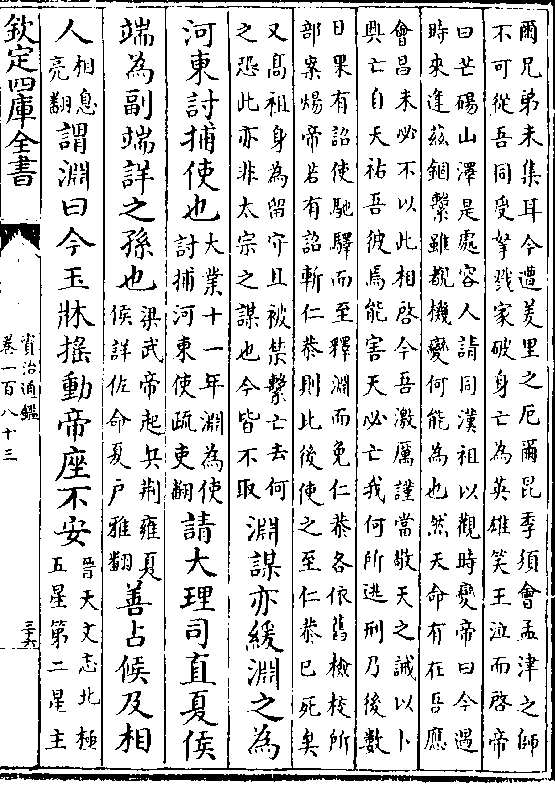 爾兄弟未集耳今遭羑里之厄爾昆季須㑹孟津之師
不可從吾同受孥戮家破身亡為英雄笑王泣而啓帝
曰芒碭山澤是處容人請同漢祖以觀時變帝曰今遇
時來逢兹錮繫雖覩機變何能為也然天命有在吾應
㑹昌未必不以此相啓今吾激厲謹當敬天之誠以卜
興亡自天祐吾彼焉能害天必亡我何所逃刑乃後數
日果有詔使馳驛而至釋淵而免仁恭各依舊檢校所
部案煬帝若有詔斬仁恭則比後使之至仁恭已死矣
又髙祖身為留守且被禁繫亡去何
之恐此亦非太宗之謀也今皆不取
淵謀亦緩淵之為
河東討捕使也
大業十一年淵為使
討捕河東使疏吏翻
請大理司直夏侯
端為副端詳之孫也
梁武帝起兵荆雍夏
侯詳佐命夏戸雅翻
善占候及相
人
相息
亮翻
謂淵曰今玉牀搖動帝座不安
晉天文志北極
五星第二星主
欽定四庫全書
資治通鑑
卷一百八十三
三六